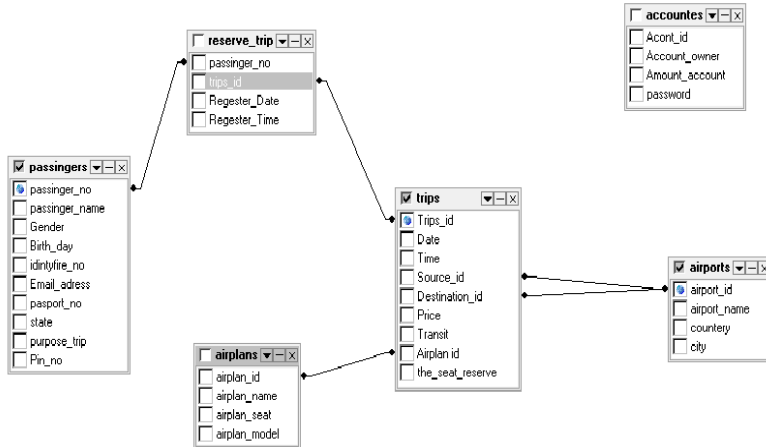 reserve_trip
passinger_no
trips_id
Regester_Date
Regester_Time
accountes
Acont_id
Account_owner
Amount_account
password
passingers
passinger_no
passinger_name
Gender
Birth_day
idintyfire_no
Email_adress
pasport_no
state
purpose_trip
Pin_no
trips
Trips_id
Date
Time
Source_id
Destination_id
Price
Transit
Airplan id
the_seat_reserve
airports
airport_id
airport_name
countery
city
airplans
airplan_id
airplan_name
airplan_seat
airplan_model